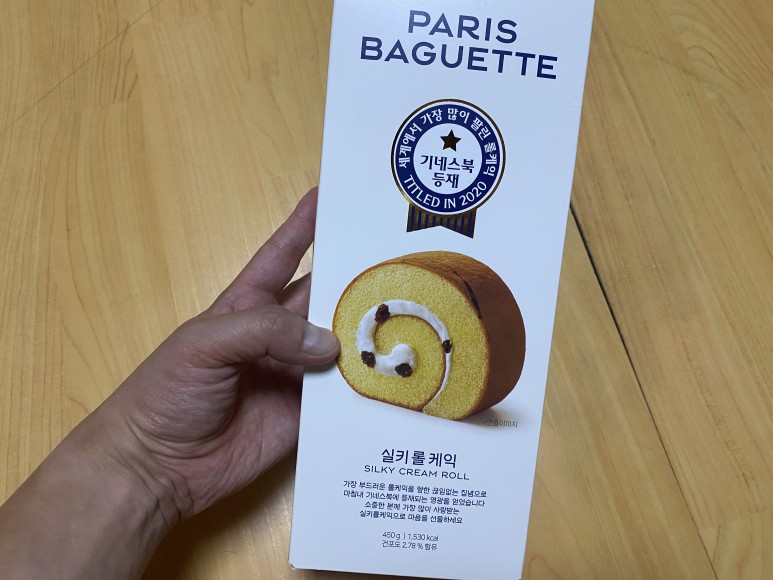 PARIS
BAGUETTE
세계에서 가장 많이 팔린 롤케익
기네스북
등재
TITLED IN 2020
실키 롤 케익
SILKY CREAM ROLL
가장 부드러운 롤케익을 향한 끊임없는 집념으로
마침내 기네스북에 등재되는 영광을 얻었습니다
소중한 분께 가장 많이 사랑받는
실키롤케익으로 마음을 선물하세요
450 g | 1,530 kcal
건포도 2.78 % 함유